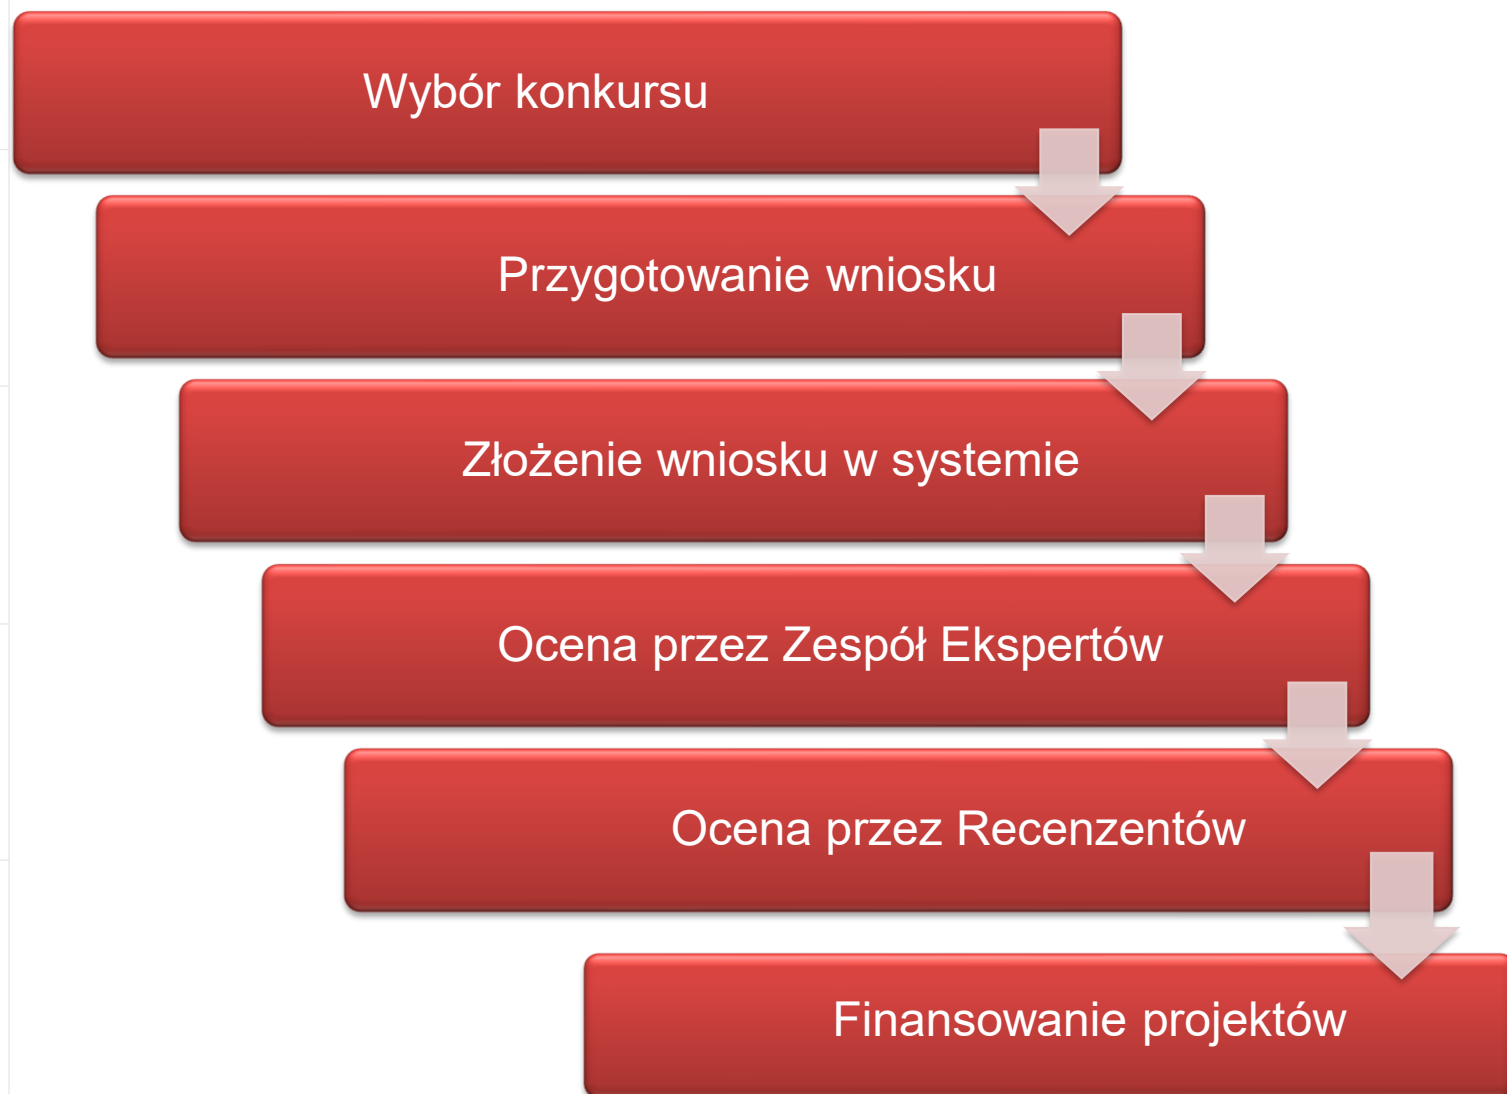 Wybór konkursu
Przygotowanie wniosku
Złożenie wniosku w systemie
Ocena przez Zespół Ekspertów
Ocena przez Recenzentów
Finansowanie projektów